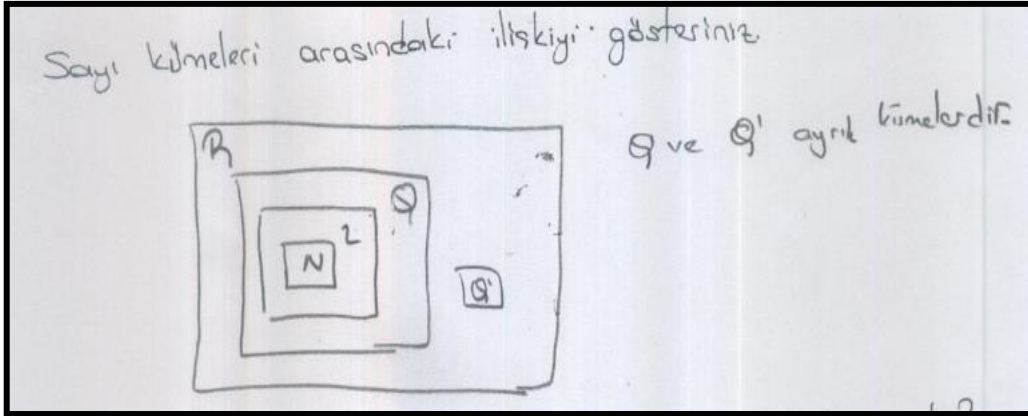 Sayı kümeleri arasındaki ilişkiyi gösteriniz.
Q ve Q' ayrık kümelerdir.
R
Q
Z
N
Q'